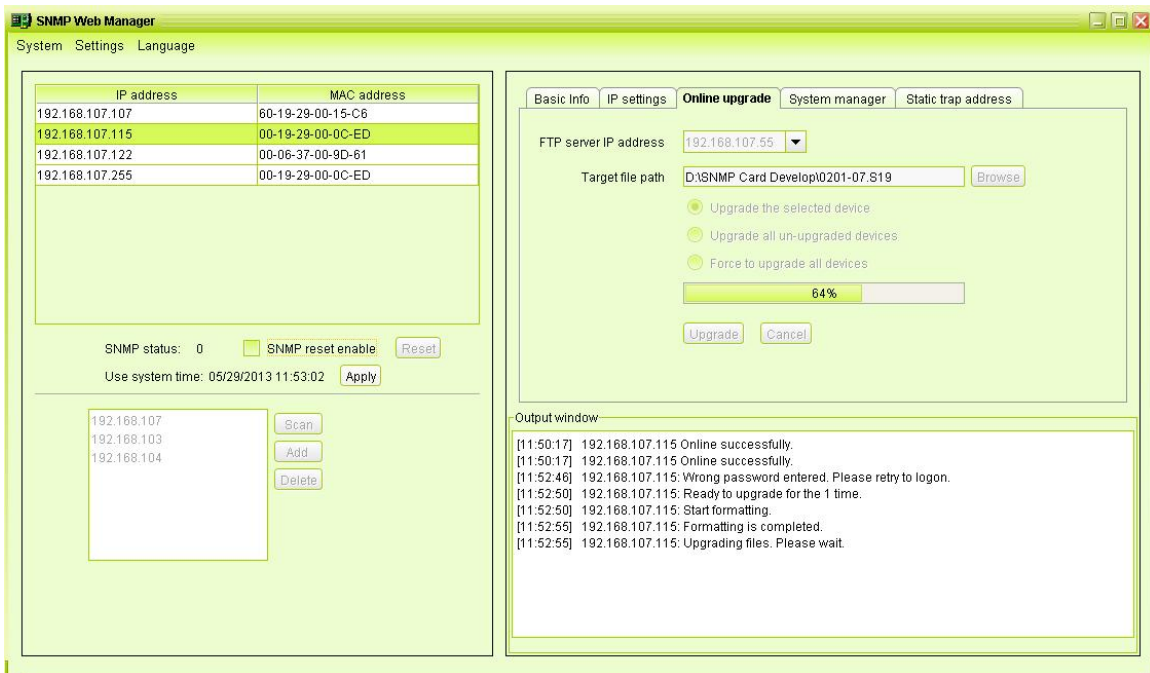 SNMP Web Manager
System Settings Language
IP address MAC address
192.168.107.107 60-19-29-00-15-C6
192.168.107.115 00-19-29-00-0C-ED
192.168.107.122 00-06-37-00-9D-61
192.168.107.255 00-19-29-00-0C-ED
SNMP status: 0 SNMP reset enable Reset
Use system time: 05/29/2013 11:53:02 Apply
192.168.107
192.168.103
192.168.104
Scan
Add
Delete
Basic Info IP settings Online upgrade System manager Static trap address
FTP server IP address 192.168.107.55
Target file path D:\SNMP Card Develop\0201-07.S19 Browse
Upgrade the selected device
Upgrade all un-upgraded devices
Force to upgrade all devices
64%
Upgrade Cancel
Output window
[11:50:17] 192.168.107.115 Online successfully.
[11:50:17] 192.168.107.115 Online successfully.
[11:52:46] 192.168.107.115: Wrong password entered. Please retry to logon.
[11:52:50] 192.168.107.115: Ready to upgrade for the 1 time.
[11:52:50] 192.168.107.115: Start formatting.
[11:52:55] 192.168.107.115: Formatting is completed.
[11:52:55] 192.168.107.115: Upgrading files. Please wait.